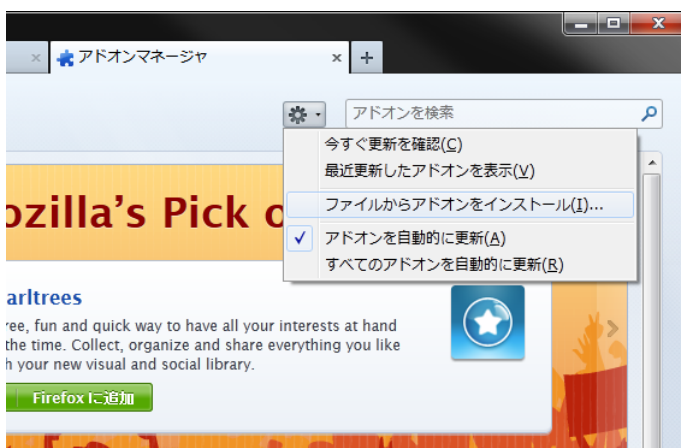 アドオンマネージャ
アドオンを検索
今すぐ更新を確認(C)
最近更新したアドオンを表示(V)
ファイルからアドオンをインストール(I)...
アドオンを自動的に更新(A)
すべてのアドオンを自動的に更新(R)
ozilla's Pick o
arltrees
ree, fun and quick way to have all your interests at hand
the time. Collect, organize and share everything you like
h your new visual and social library.
Firefox に追加